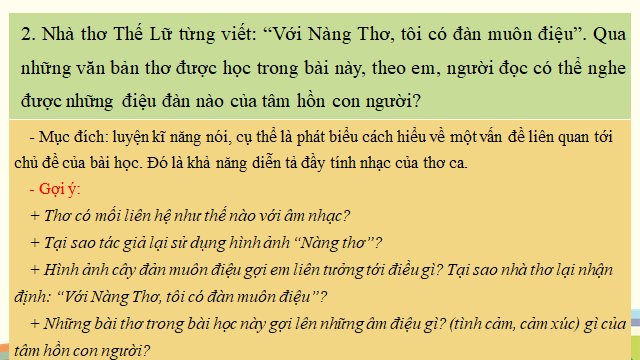 2. Nhà thơ Thế Lữ từng viết: “Với Nàng Thơ, tôi có đàn muôn điệu”. Qua
những văn bản thơ được học trong bài này, theo em, người đọc có thể nghe
được những điệu đàn nào của tâm hồn con người?
- Mục đích: luyện kĩ năng nói, cụ thể là phát biểu cách hiểu về một vấn đề liên quan tới
chủ đề của bài học. Đó là khả năng diễn tả đầy tính nhạc của thơ ca.
- Gợi ý:
+ Thơ có mối liên hệ như thế nào với âm nhạc?
+ Tại sao tác giả lại sử dụng hình ảnh “Nàng thơ”?
+ Hình ảnh cây đản muôn điệu gợi em liên tưởng tới điều gì? Tại sao nhà thơ lại nhận
định: “Với Nàng Thơ, tôi có đàn muôn điệu”?
+ Những bài thơ trong bài học này gợi lên những âm điệu gì? (tình cảm, cảm xúc) gì của
tâm hồn con người?